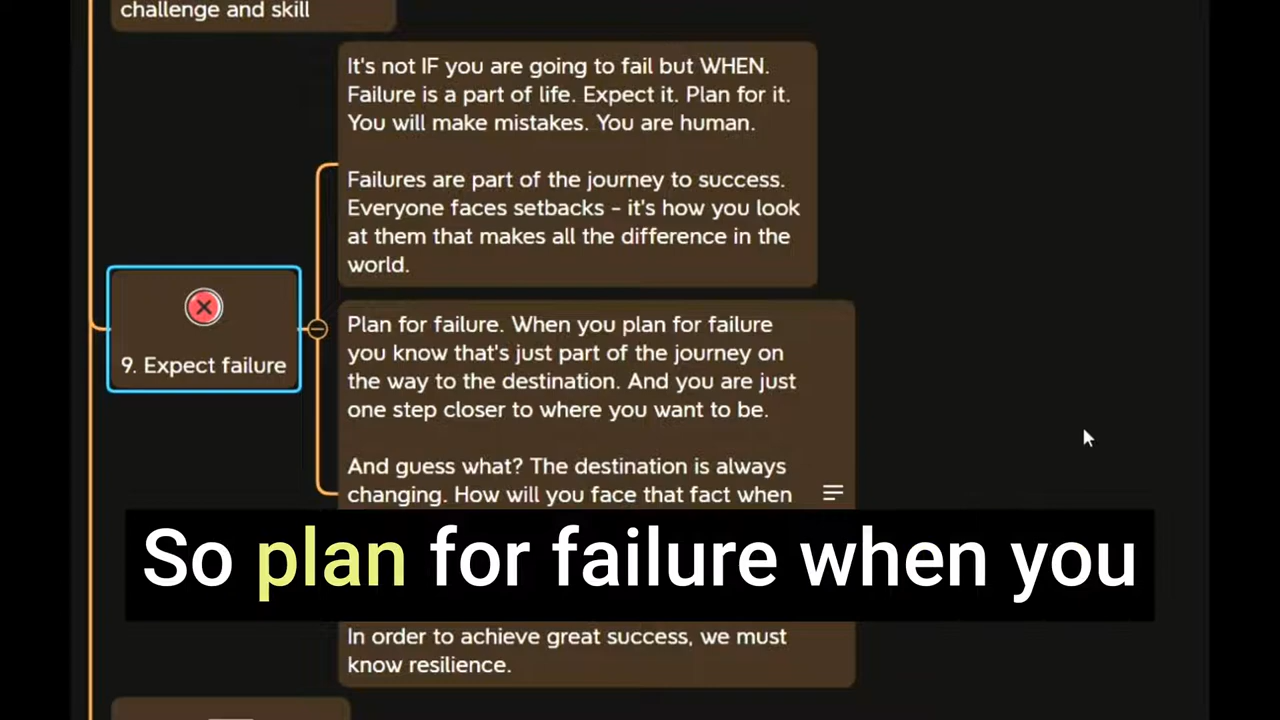 challenge and skill
It's not IF you are going to fail but WHEN.
Failure is a part of life. Expect it. Plan for it.
You will make mistakes. You are human.
Failures are part of the journey to success.
Everyone faces setbacks - it's how you look
at them that makes all the difference in the
world.
9. Expect failure
Plan for failure. When you plan for failure
you know that's just part of the journey on
the way to the destination. And you are just
one step closer to where you want to be.
And guess what? The destination is always
changing. How will you face that fact when
So plan for failure when you
In order to achieve great success, we must
know resilience.